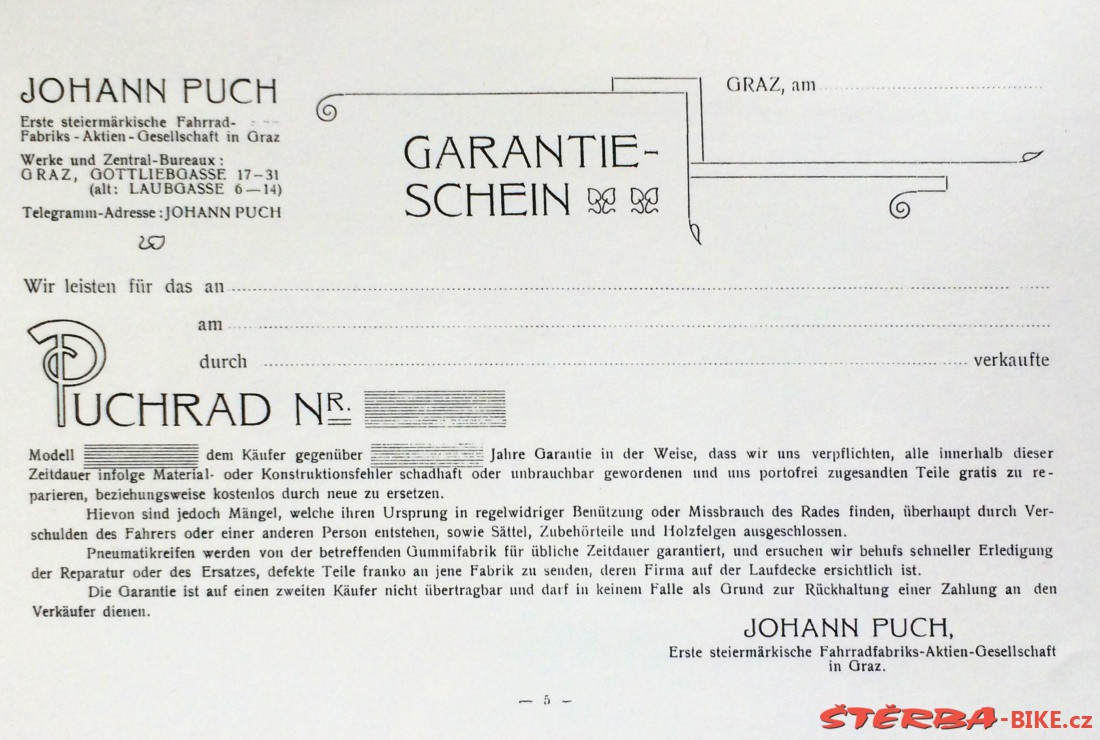 JOHANN PUCH
Erste steiermärkische Fahrrad-
Fabriks - Aktien - Gesellschaft in Graz
Werke und Zentral-Bureaux :
GRAZ, GOTTLIEBGASSE 17-31
(alt: LAUBGASSE 6—14)
Telegramm-Adresse : JOHANN PUCH
GARANTIE-
SCHEIN
GRAZ, am
Wir leisten für das an
am
durch verkaufte
PUCHRAD NR.
Modell dem Käufer gegenüber Jahre Garantie in der Weise, dass wir uns verpflichten, alle innerhalb dieser
Zeitdauer infolge Material- oder Konstruktionsfehler schadhaft oder unbrauchbar gewordenen und uns portofrei zugesandten Teile gratis zu re-
parieren, beziehungsweise kostenlos durch neue zu ersetzen.
Hievon sind jedoch Mängel, welche ihren Ursprung in regelwidriger Benützung oder Missbrauch des Rades finden, überhaupt durch Ver-
schulden des Fahrers oder einer anderen Person entstehen, sowie Sättel, Zubehörteile und Holzfelgen ausgeschlossen.
Pneumatikreifen werden von der betreffenden Gummifabrik für übliche Zeitdauer garantiert, und ersuchen wir behufs schneller Erledigung
der Reparatur oder des Ersatzes, defekte Teile franko an jene Fabrik zu senden, deren Firma auf der Laufdecke ersichtlich ist.
Die Garantie ist auf einen zweiten Käufer nicht übertragbar und darf in keinem Falle als Grund zur Rückhaltung einer Zahlung an den
Verkäufer dienen.
JOHANN PUCH,
Erste steiermärkische Fahrradfabriks-Aktien-Gesellschaft
in Graz.
— 5 —
ŠTĚRBA-BIKE.cz